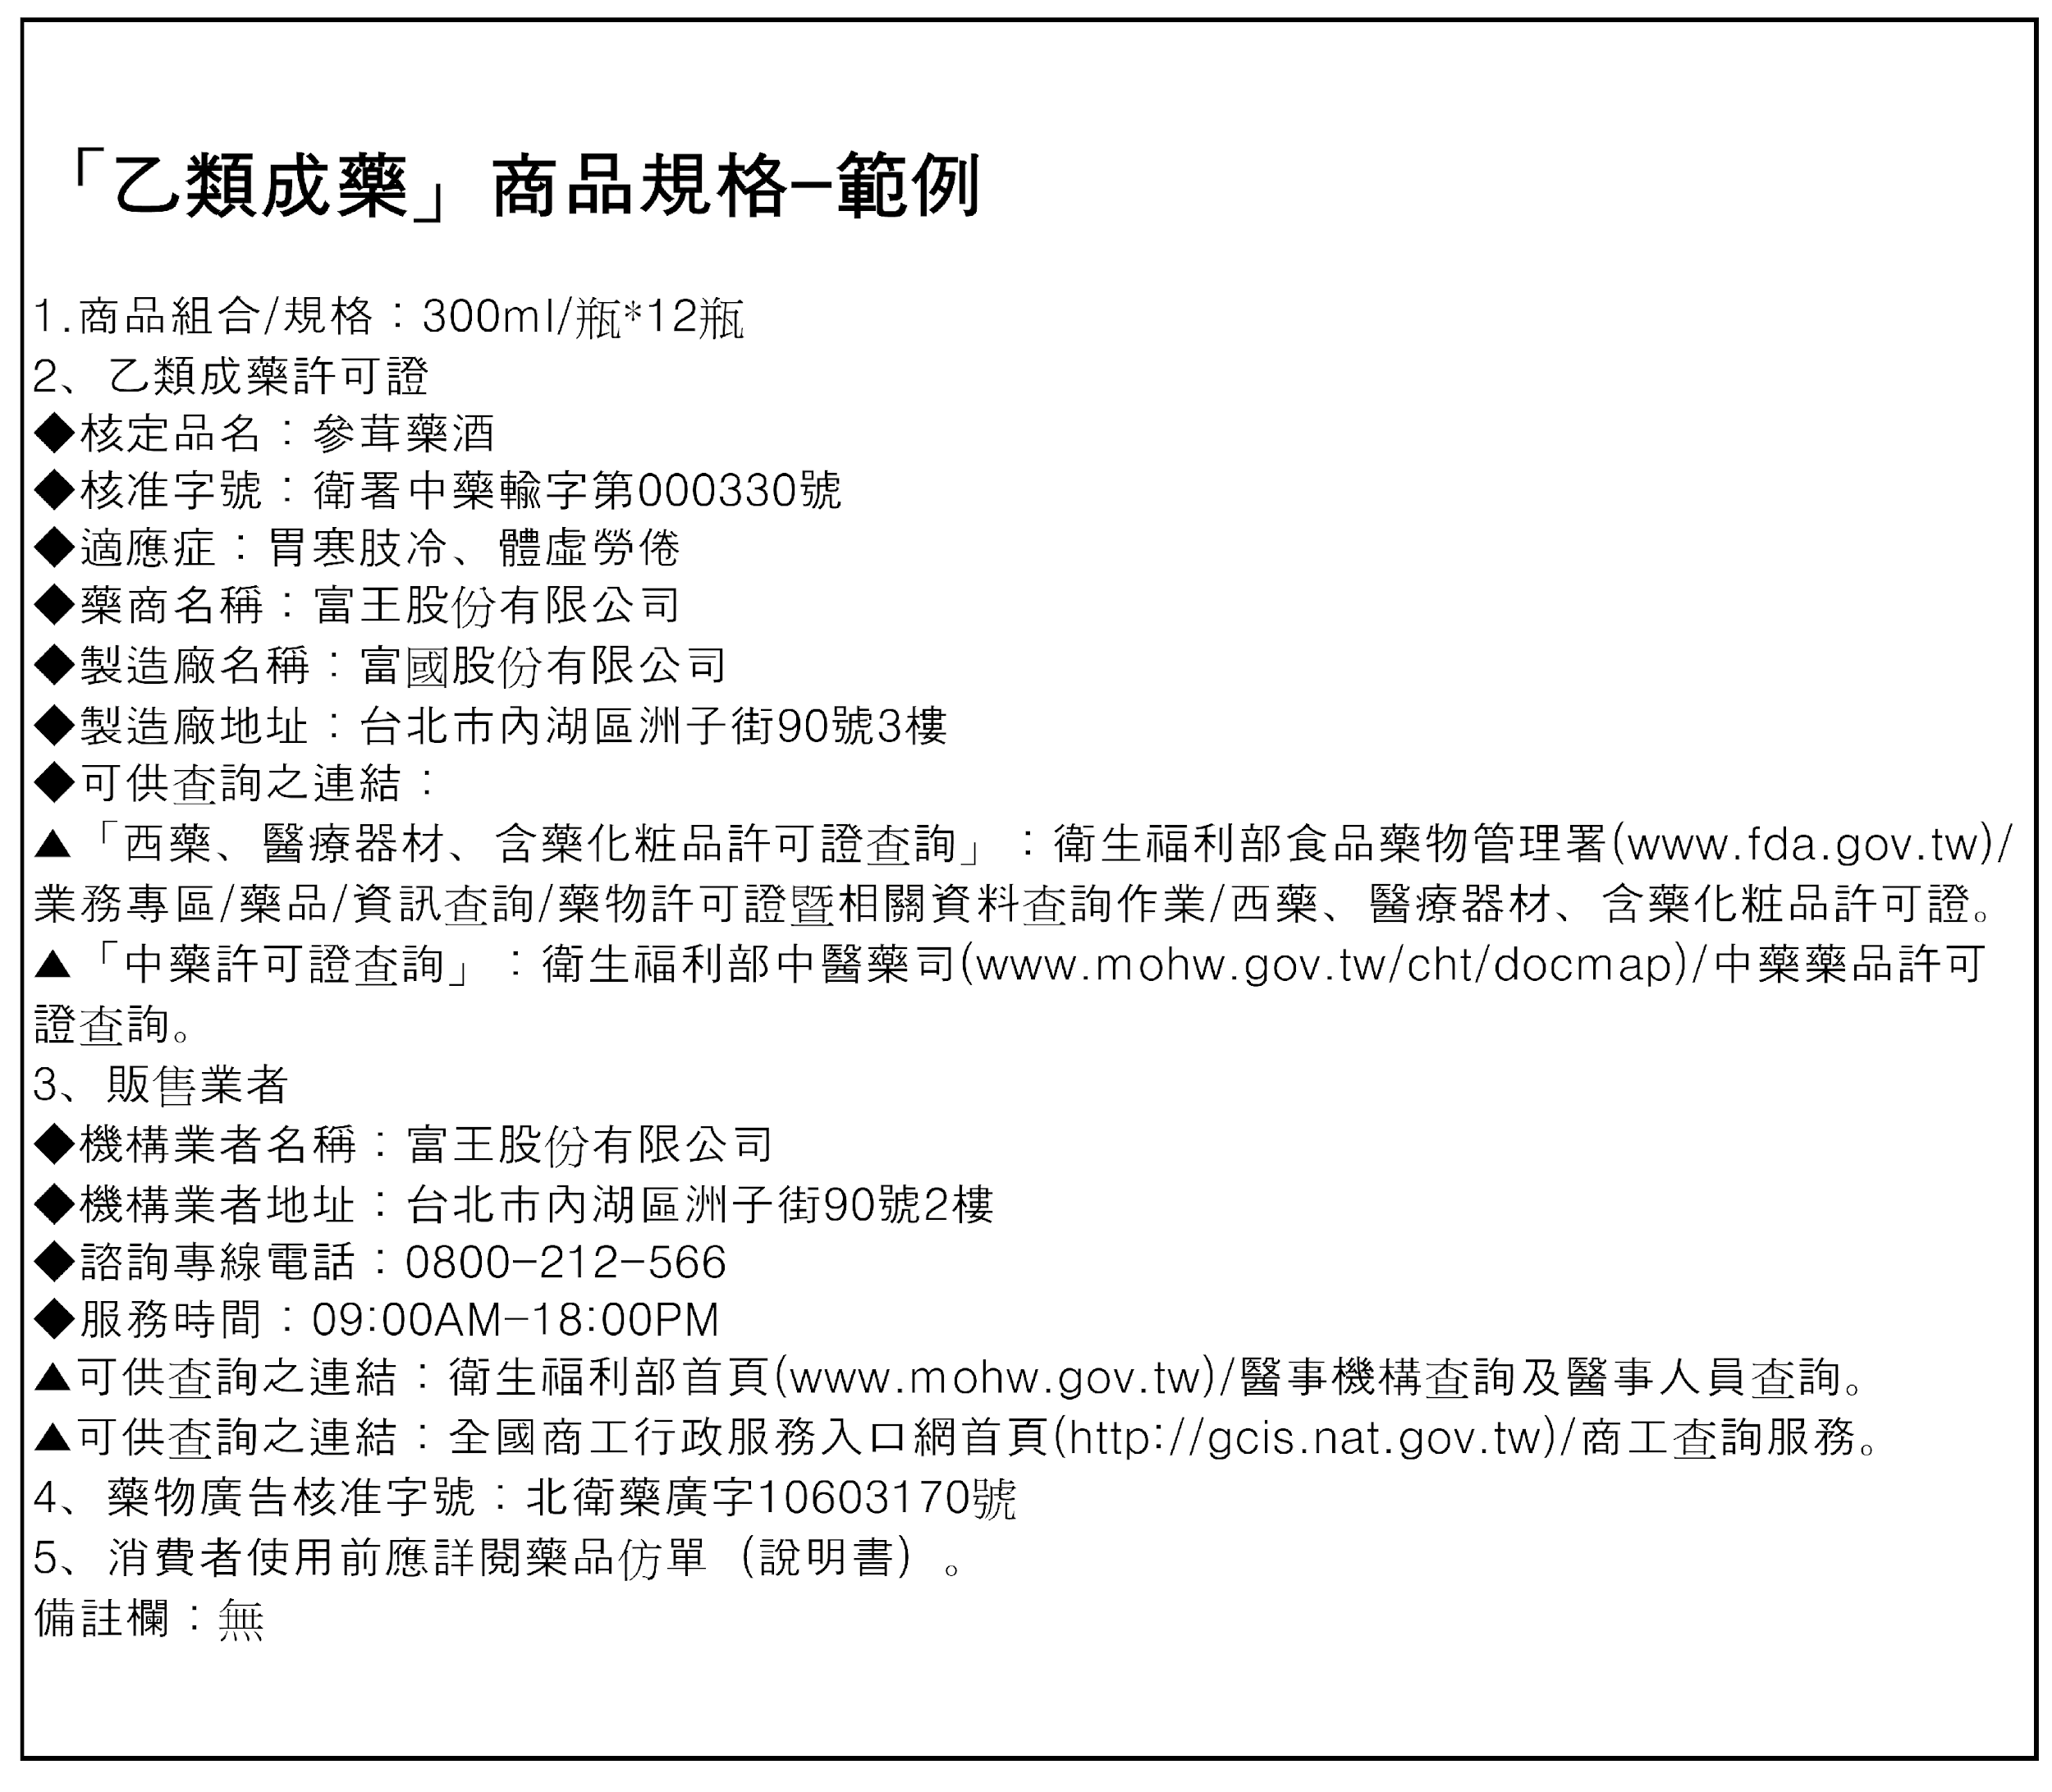 「乙類成藥」商品規格–範例
1.商品組合/規格：300ml/瓶*12瓶
2、乙類成藥許可證
◆核定品名：參茸藥酒
◆核准字號：衛署中藥輸字第000330號
◆適應症：胃寒肢冷、體虛勞倦
◆藥商名稱：富王股份有限公司
◆製造廠名稱：富國股份有限公司
◆製造廠地址：台北市內湖區洲子街90號3樓
◆可供查詢之連結：
▲「西藥、醫療器材、含藥化粧品許可證查詢」：衛生福利部食品藥物管理署(www.fda.gov.tw)/
業務專區/藥品/資訊查詢/藥物許可證暨相關資料查詢作業/西藥、醫療器材、含藥化粧品許可證。
▲「中藥許可證查詢」：衛生福利部中醫藥司(www.mohw.gov.tw/cht/docmap)/中藥藥品許可
證查詢。
3、販售業者
◆機構業者名稱：富王股份有限公司
◆機構業者地址：台北市內湖區洲子街90號2樓
◆諮詢專線電話：0800–212–566
◆服務時間：09:00AM–18:00PM
▲可供查詢之連結：衛生福利部首頁(www.mohw.gov.tw)/醫事機構查詢及醫事人員查詢。
▲可供查詢之連結：全國商工行政服務入口網首頁(http://gcis.nat.gov.tw)/商工查詢服務。
4、藥物廣告核准字號：北衛藥廣字10603170號
5、消費者使用前應詳閱藥品仿單（說明書）。
備註欄：無